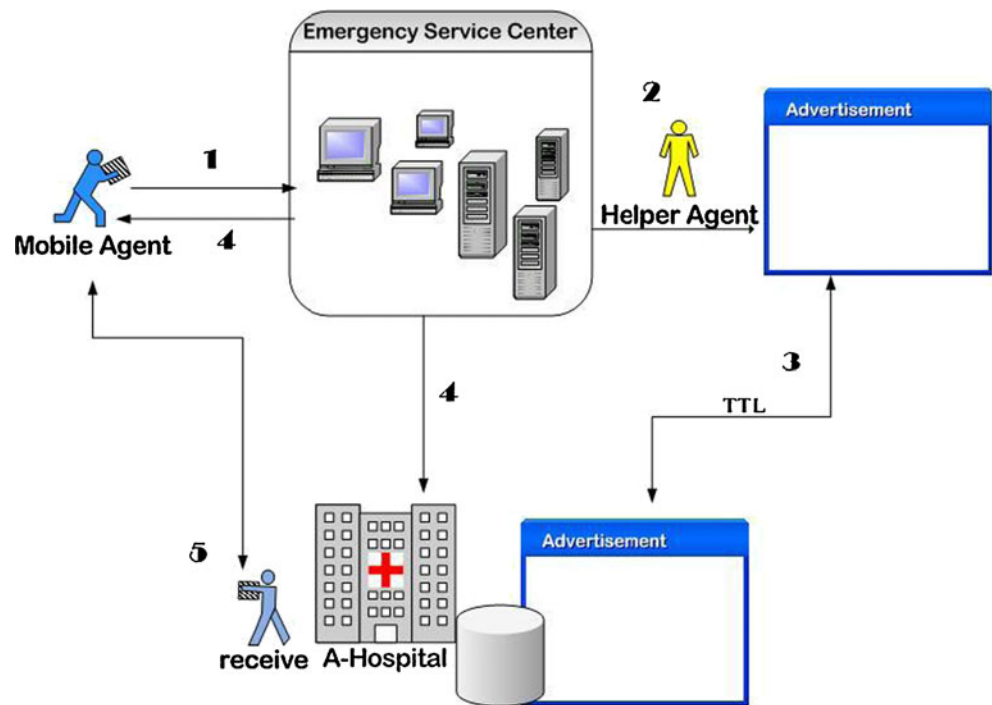 Emergency Service Center
2
Advertisement
1
Helper Agent
4
Mobile Agent
3
4
TTL
5
Advertisement
receive
A-Hospital